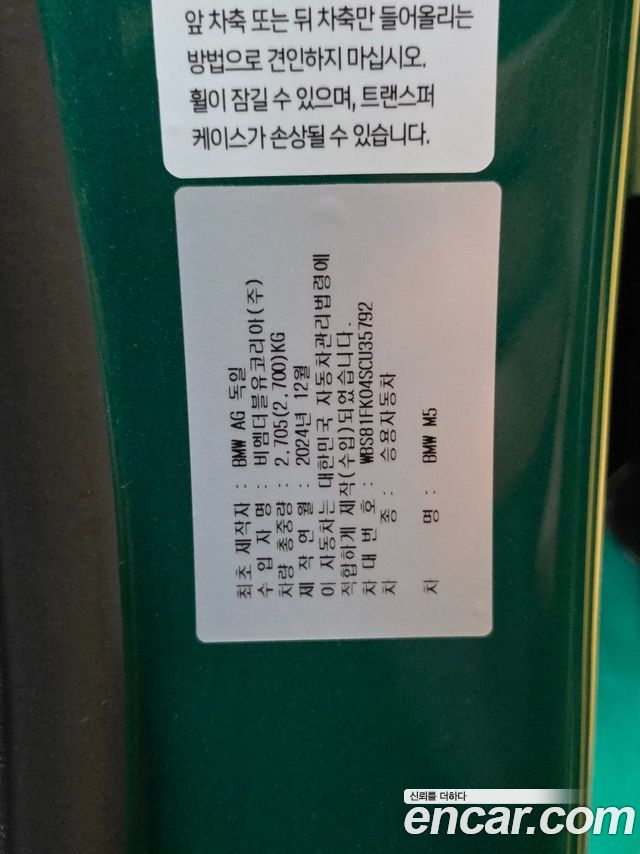 앞 차축 또는 뒤 차축만 들어올리는
방법으로 견인하지 마십시오.
휠이 잠길 수 있으며, 트랜스퍼
케이스가 손상될 수 있습니다.
최초 제작자 : BMW AG 독일
수 입 자 명 : 비엠더블유코리아(주)
차량 총중량 : 2,705(2,700)KG
제 작 연 월 : 2024년 12월
이 자동차는 대한민국 자동차관리법령에
적합하게 제작(수입)되었습니다.
차 대 번 호 : WBS81FK04SCU35792
차 종 : 승용자동차
차 명 : BMW M5
신뢰를 더하다
encar.com